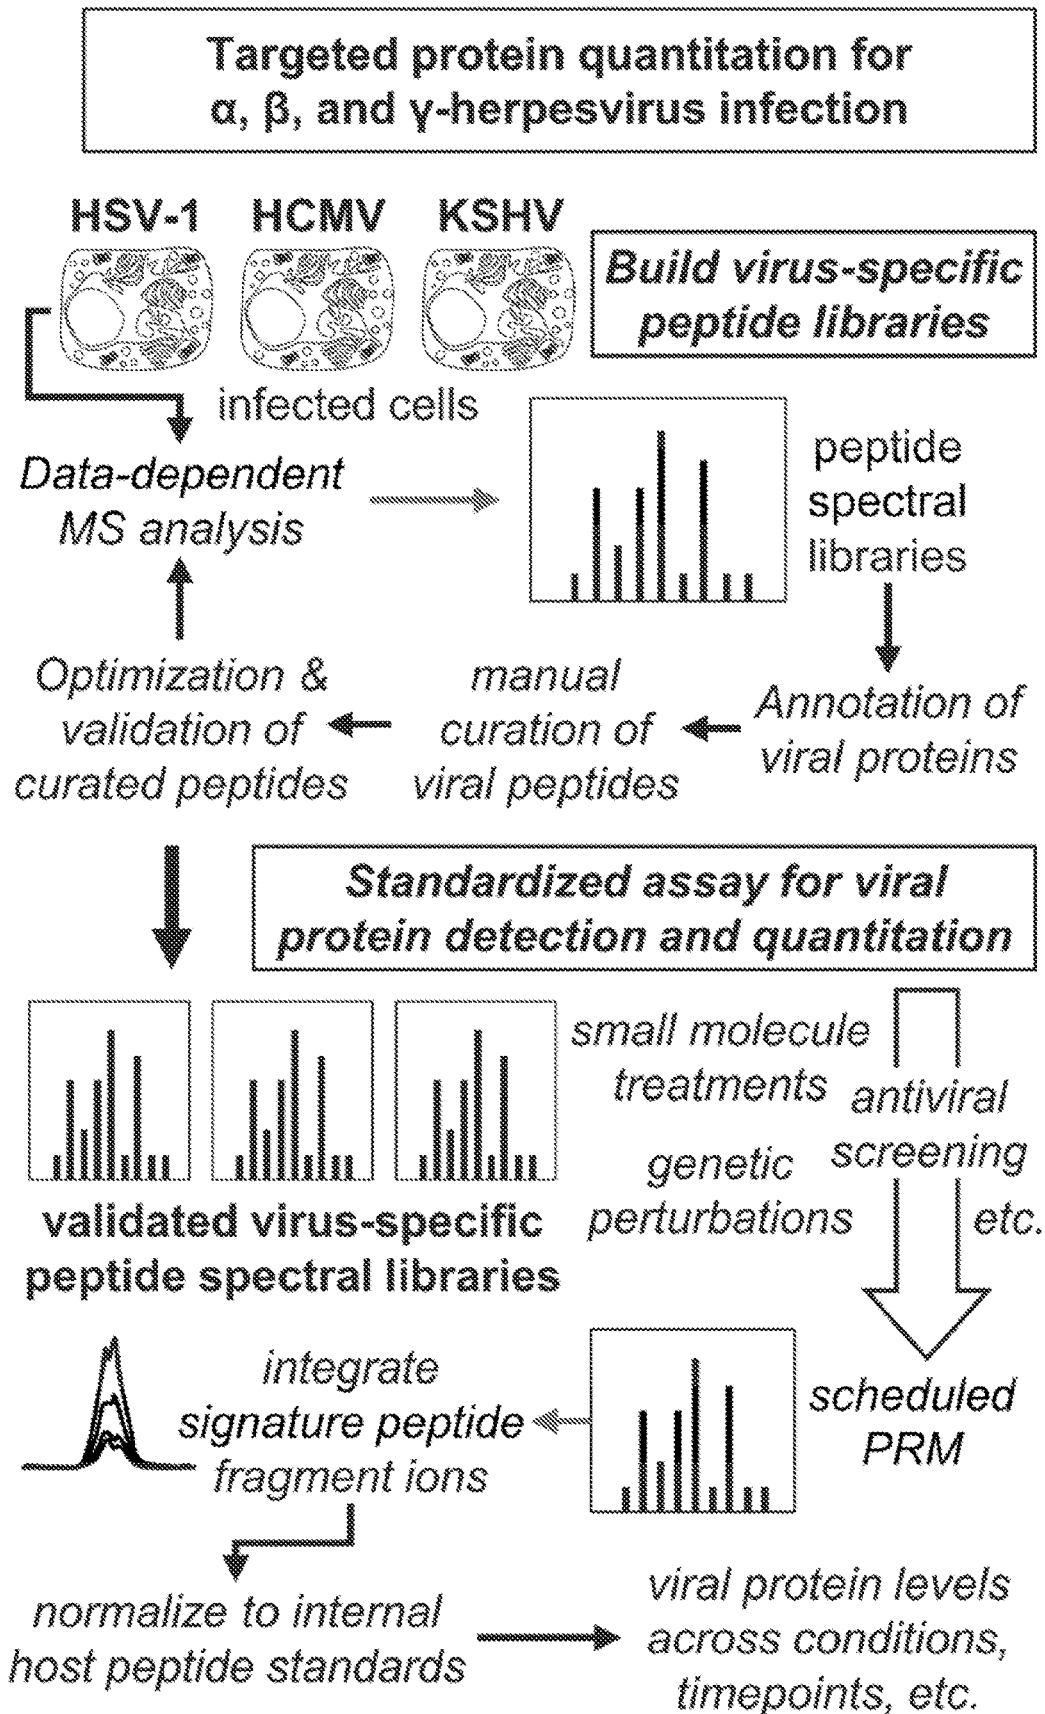 Targeted protein quantitation for
α, β, and γ-herpesvirus infection
HSV-1 HCMV KSHV
Build virus-specific
peptide libraries
infected cells
Data-dependent
MS analysis
peptide
spectral
libraries
Annotation of
viral proteins
manual
curation of
viral peptides
Optimization &
validation of
curated peptides
Standardized assay for viral
protein detection and quantitation
small molecule
treatments
antiviral
screening
genetic
perturbations
etc.
validated virus-specific
peptide spectral libraries
scheduled
PRM
integrate
signature peptide
fragment ions
normalize to internal
host peptide standards
viral protein levels
across conditions,
timepoints, etc.